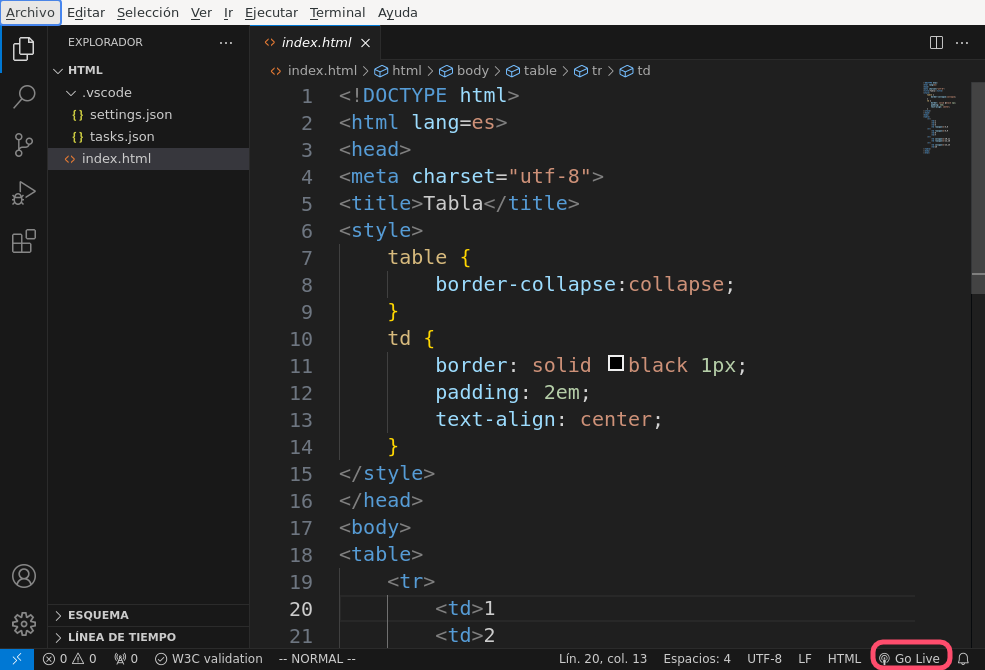 Archivo Editar Selección Ver Ir Ejecutar Terminal Ayuda
EXPLORADOR
HTML
.vscode
{} settings.json
{} tasks.json
<> index.html
ESQUEMA
LÍNEA DE TIEMPO
<> index.html
<> index.html > html > body > table > tr > td
1 <!DOCTYPE html>
2 <html lang=es>
3 <head>
4 <meta charset="utf-8">
5 <title>Tabla</title>
6 <style>
7     table {
8         border-collapse:collapse;
9     }
10     td {
11         border: solid black 1px;
12         padding: 2em;
13         text-align: center;
14     }
15 </style>
16 </head>
17 <body>
18 <table>
19     <tr>
20         <td>1
21         <td>2
0 0 0 W3C validation -- NORMAL -- Lín. 20, col. 13 Espacios: 4 UTF-8 LF HTML Go Live